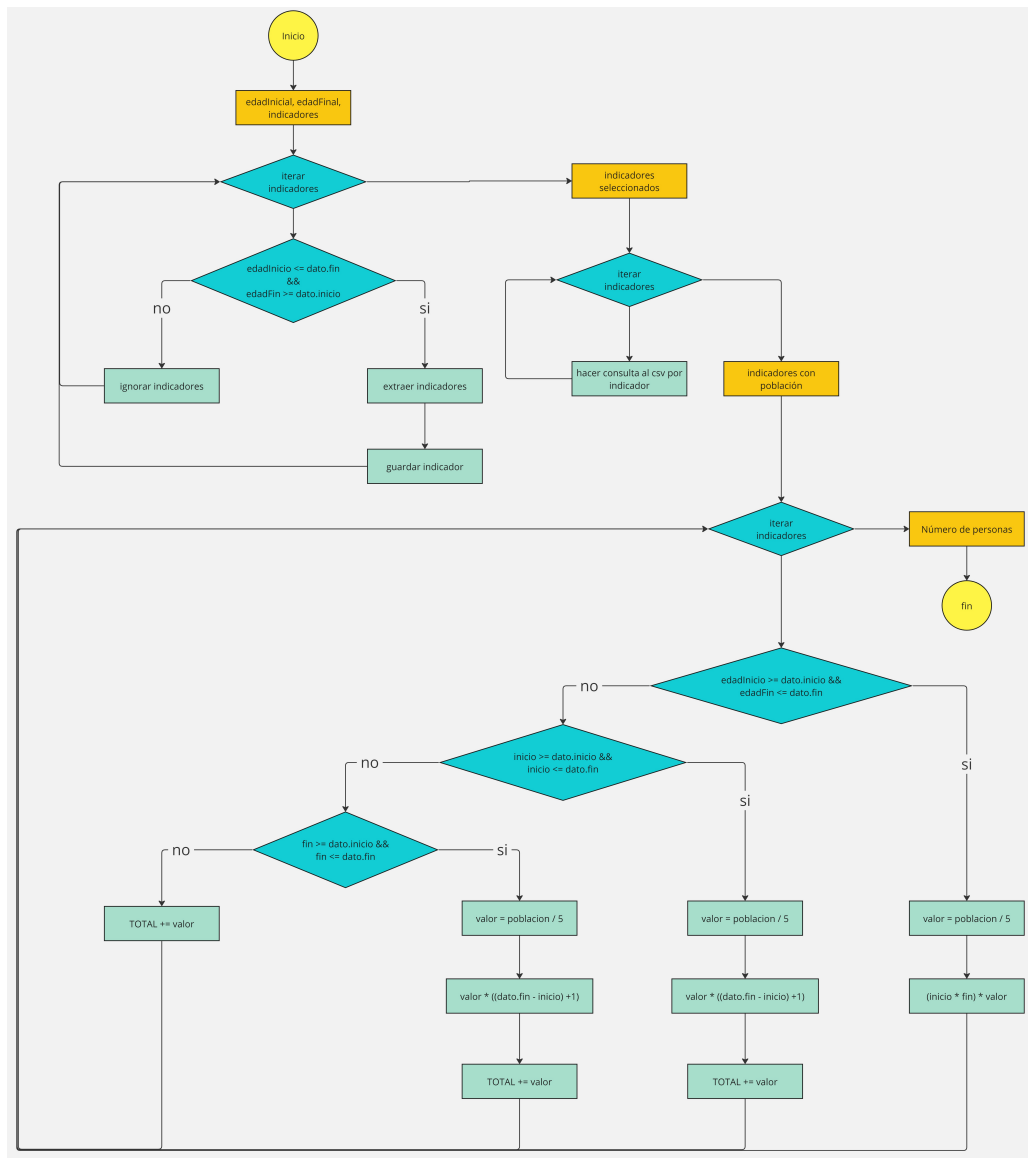 Inicio
edadInicial, edadFinal,
indicadores
iterar
indicadores
indicadores
seleccionados
edadInicio <= dato.fin
&&
edadFin >= dato.inicio
iterar
indicadores
no
si
ignorar indicadores
extraer indicadores
hacer consulta al csv por
indicador
indicadores con
población
guardar indicador
iterar
indicadores
Número de personas
fin
edadInicio >= dato.inicio &&
edadFin <= dato.fin
no
si
inicio >= dato.inicio &&
inicio <= dato.fin
no
si
fin >= dato.inicio &&
fin <= dato.fin
no
si
TOTAL += valor
valor = poblacion / 5
valor = poblacion / 5
valor = poblacion / 5
valor * ((dato.fin - inicio) +1)
valor * ((dato.fin - inicio) +1)
(inicio * fin) * valor
TOTAL += valor
TOTAL += valor